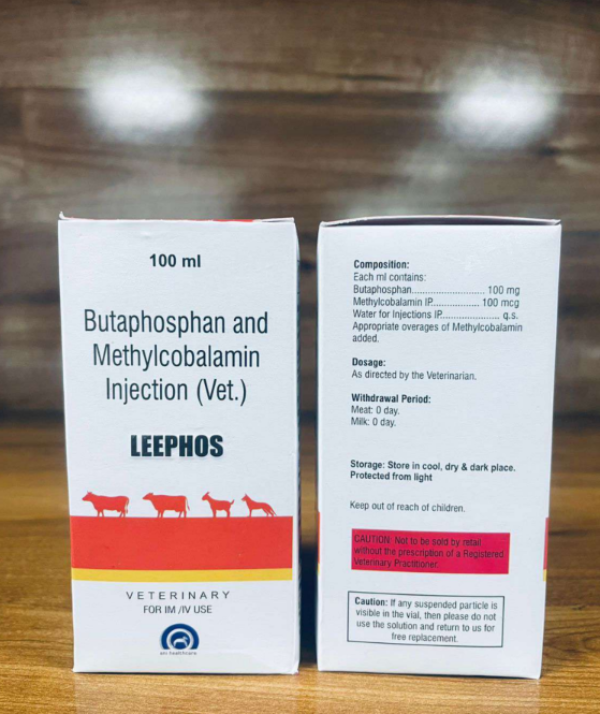 100 ml
Butaphosphan and
Methylcobalamin
Injection (Vet.)
LEEPHOS
VETERINARY
FOR IM /IV USE
Composition:
Each ml contains:
Butaphosphan........................ 100 mg
Methylcobalamin IP................ 100 mcg
Water for Injections IP.................... q.s.
Appropriate overages of Methylcobalamin
added.
Dosage:
As directed by the Veterinarian.
Withdrawal Period:
Meat: 0 day.
Milk: 0 day.
Storage: Store in cool, dry & dark place.
Protected from light
Keep out of reach of children.
CAUTION: Not to be sold by retail
without the prescription of a Registered
Veterinary Practitioner.
Caution: If any suspended particle is
visible in the vial, then please do not
use the solution and return to us for
free replacement.